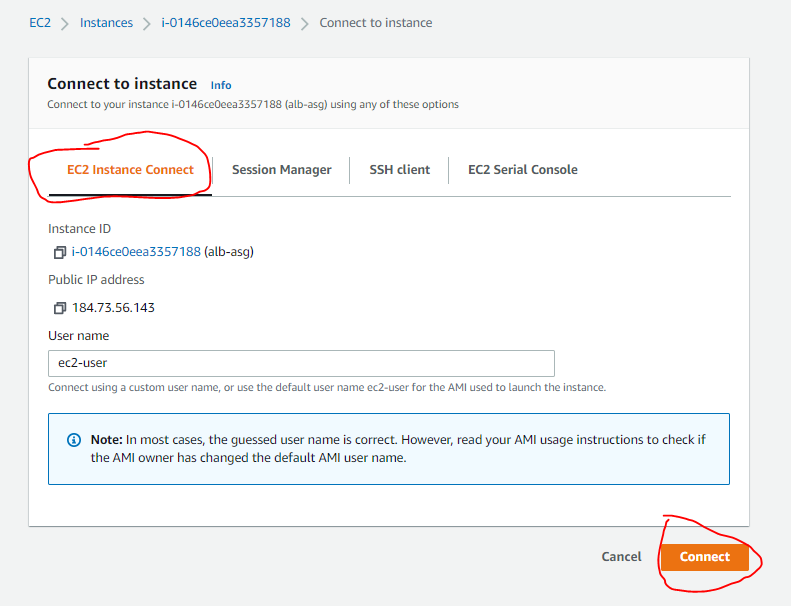 EC2 > Instances > i-0146ce0eea3357188 > Connect to instance
Connect to instance Info
Connect to your instance i-0146ce0eea3357188 (alb-asg) using any of these options
EC2 Instance Connect Session Manager SSH client EC2 Serial Console
Instance ID
i-0146ce0eea3357188 (alb-asg)
Public IP address
184.73.56.143
User name
ec2-user
Connect using a custom user name, or use the default user name ec2-user for the AMI used to launch the instance.
Note: In most cases, the guessed user name is correct. However, read your AMI usage instructions to check if
the AMI owner has changed the default AMI user name.
Cancel Connect